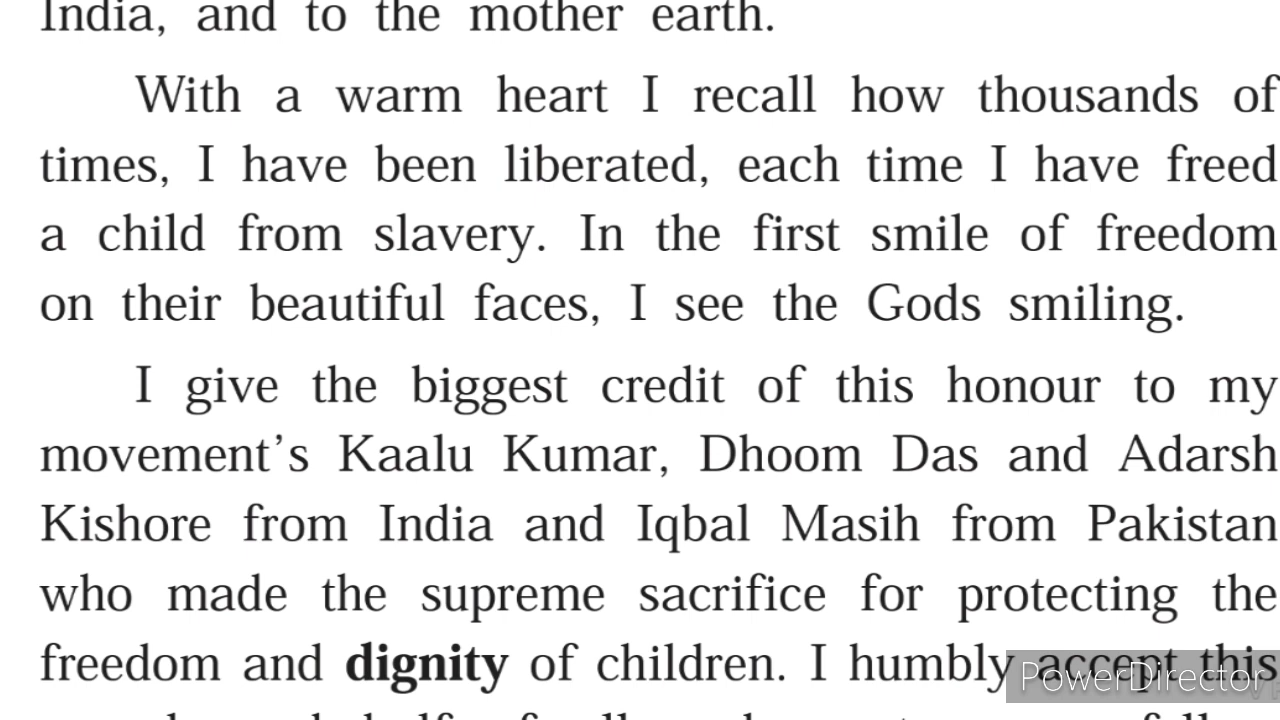 India, and to the mother earth.
With a warm heart I recall how thousands of
times, I have been liberated, each time I have freed
a child from slavery. In the first smile of freedom
on their beautiful faces, I see the Gods smiling.
I give the biggest credit of this honour to my
movement’s Kaalu Kumar, Dhoom Das and Adarsh
Kishore from India and Iqbal Masih from Pakistan
who made the supreme sacrifice for protecting the
freedom and dignity of children. I humbly accept this
PowerDirector